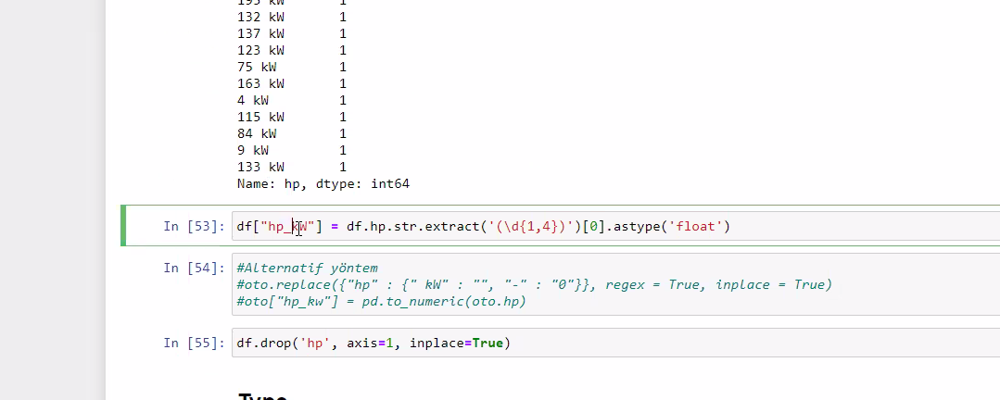 195 kW 1
132 kW 1
137 kW 1
123 kW 1
75 kW 1
163 kW 1
4 kW 1
115 kW 1
84 kW 1
9 kW 1
133 kW 1
Name: hp, dtype: int64
In [53]: df["hp_kW"] = df.hp.str.extract('(\d{1,4})')[0].astype('float')
In [54]: #Alternatif yöntem
#oto.replace({"hp" : {" kW" : "", "-" : "0"}}, regex = True, inplace = True)
#oto["hp_kw"] = pd.to_numeric(oto.hp)
In [55]: df.drop('hp', axis=1, inplace=True)
Type